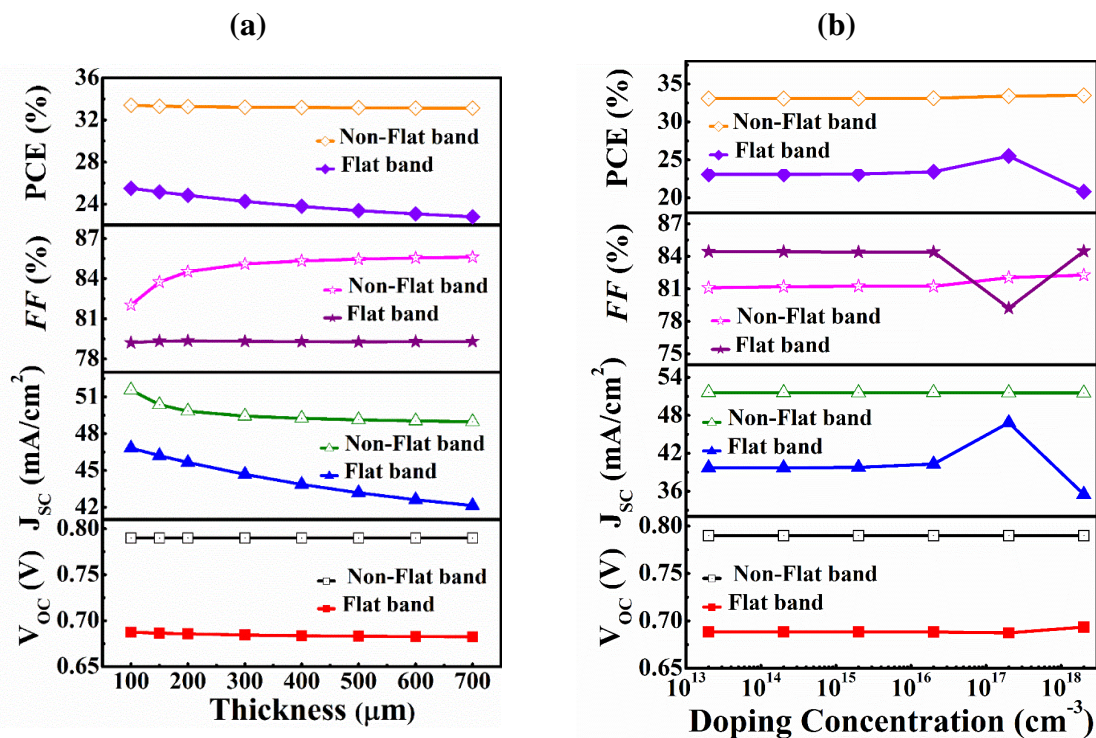 (a)
PCE (%)
36
32
28
24
Non-Flat band
Flat band
FF (%)
87
84
81
78
Non-Flat band
Flat band
J_SC (mA/cm²)
51
48
45
42
Non-Flat band
Flat band
V_OC (V)
0.80
0.75
0.70
0.65
Non-Flat band
Flat band
100 200 300 400 500 600 700
Thickness (μm)
(b)
PCE (%)
35
30
25
20
Non-Flat band
Flat band
FF (%)
84
81
78
75
Non-Flat band
Flat band
J_SC (mA/cm²)
54
48
42
36
Non-Flat band
Flat band
V_OC (V)
0.80
0.75
0.70
0.65
Non-Flat band
Flat band
10¹³ 10¹⁴ 10¹⁵ 10¹⁶ 10¹⁷ 10¹⁸
Doping Concentration (cm⁻³)